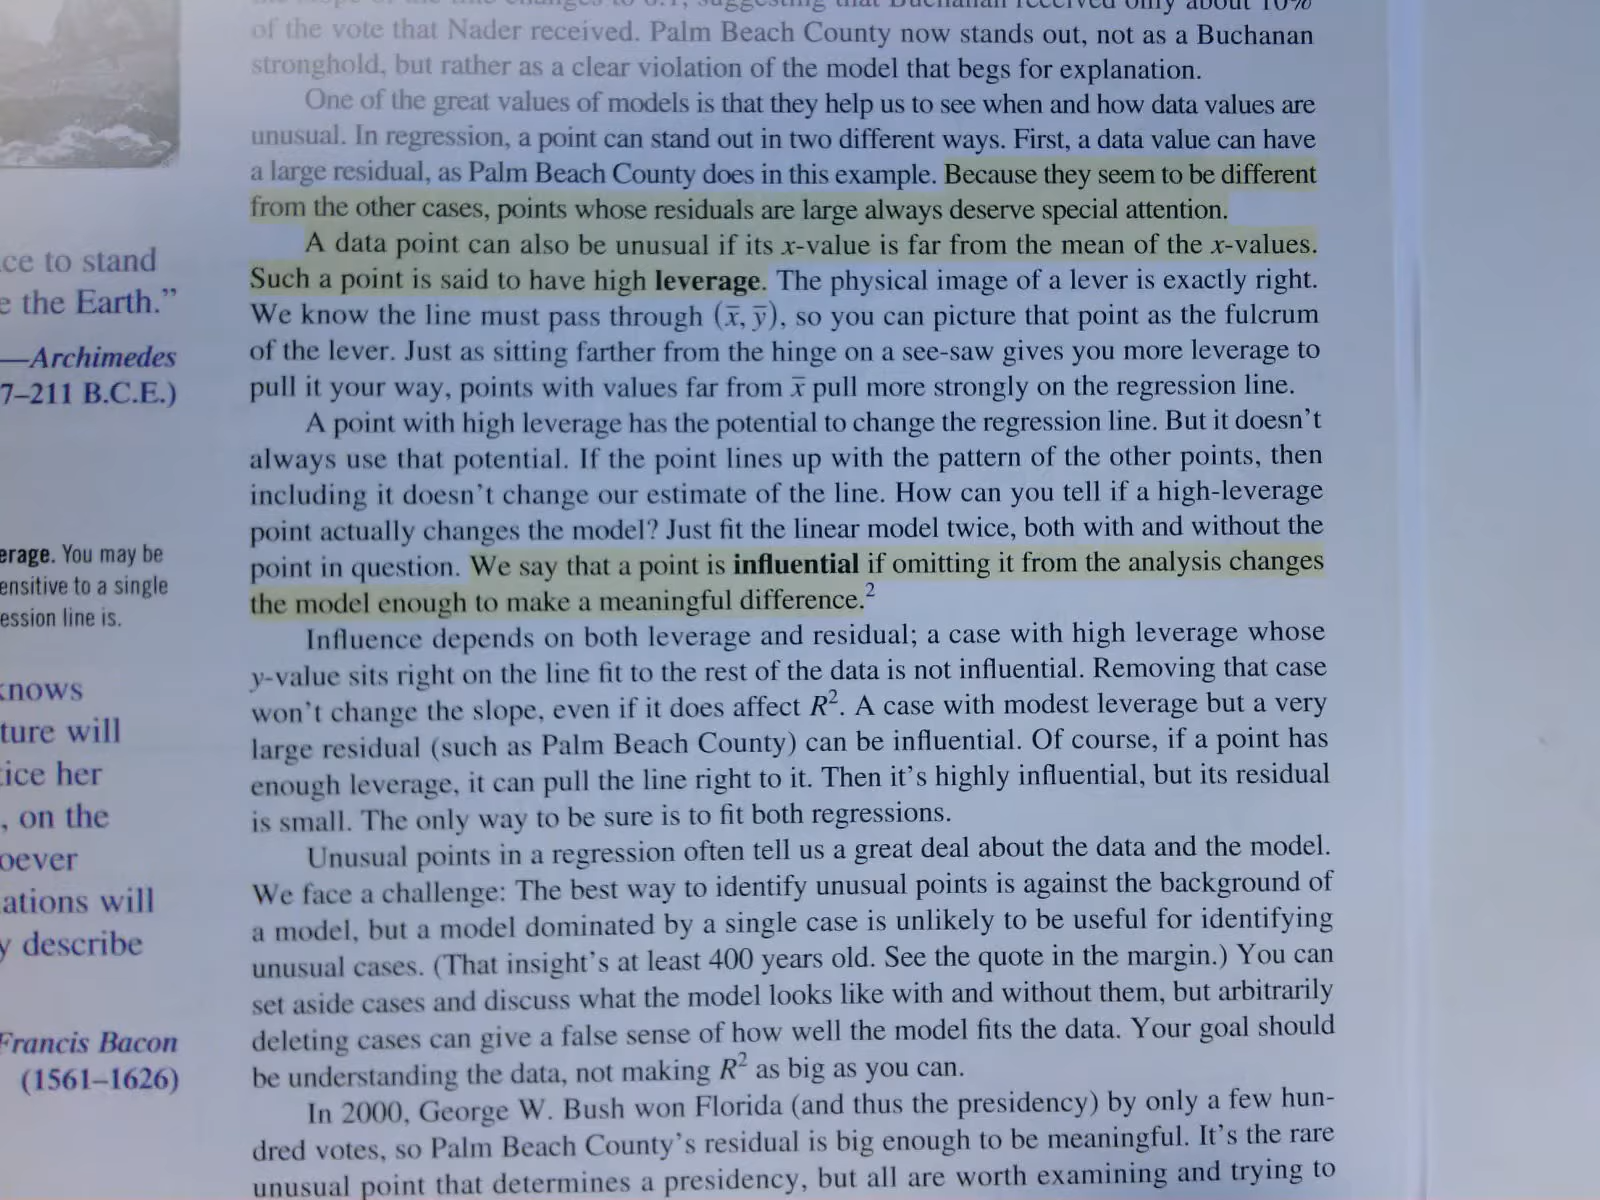 the slope of the line changes to 0.1, suggesting that Buchanan received only about 10%
of the vote that Nader received. Palm Beach County now stands out, not as a Buchanan
stronghold, but rather as a clear violation of the model that begs for explanation.
One of the great values of models is that they help us to see when and how data values are
unusual. In regression, a point can stand out in two different ways. First, a data value can have
a large residual, as Palm Beach County does in this example. Because they seem to be different
from the other cases, points whose residuals are large always deserve special attention.
A data point can also be unusual if its x-value is far from the mean of the x-values.
Such a point is said to have high leverage. The physical image of a lever is exactly right.
We know the line must pass through (x̄, ȳ), so you can picture that point as the fulcrum
of the lever. Just as sitting farther from the hinge on a see-saw gives you more leverage to
pull it your way, points with values far from x̄ pull more strongly on the regression line.
A point with high leverage has the potential to change the regression line. But it doesn't
always use that potential. If the point lines up with the pattern of the other points, then
including it doesn't change our estimate of the line. How can you tell if a high-leverage
point actually changes the model? Just fit the linear model twice, both with and without the
point in question. We say that a point is influential if omitting it from the analysis changes
the model enough to make a meaningful difference.²
Influence depends on both leverage and residual; a case with high leverage whose
y-value sits right on the line fit to the rest of the data is not influential. Removing that case
won't change the slope, even if it does affect R². A case with modest leverage but a very
large residual (such as Palm Beach County) can be influential. Of course, if a point has
enough leverage, it can pull the line right to it. Then it's highly influential, but its residual
is small. The only way to be sure is to fit both regressions.
Unusual points in a regression often tell us a great deal about the data and the model.
We face a challenge: The best way to identify unusual points is against the background of
a model, but a model dominated by a single case is unlikely to be useful for identifying
unusual cases. (That insight's at least 400 years old. See the quote in the margin.) You can
set aside cases and discuss what the model looks like with and without them, but arbitrarily
deleting cases can give a false sense of how well the model fits the data. Your goal should
be understanding the data, not making R² as big as you can.
In 2000, George W. Bush won Florida (and thus the presidency) by only a few hun-
dred votes, so Palm Beach County's residual is big enough to be meaningful. It's the rare
unusual point that determines a presidency, but all are worth examining and trying to
ce to stand
e the Earth."
—Archimedes
7–211 B.C.E.)
erage. You may be
ensitive to a single
ession line is.
knows
ture will
ice her
, on the
oever
ations will
y describe
Francis Bacon
(1561–1626)